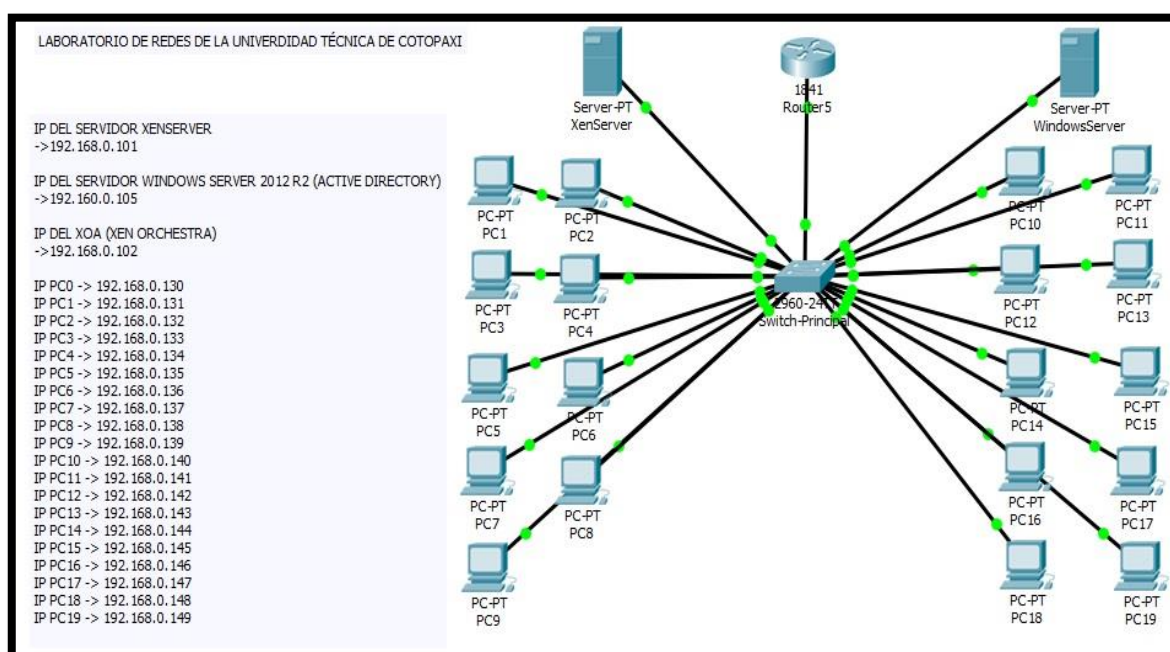 LABORATORIO DE REDES DE LA UNIVERDIDAD TÉCNICA DE COTOPAXI
IP DEL SERVIDOR XENSERVER
->192.168.0.101
IP DEL SERVIDOR WINDOWS SERVER 2012 R2 (ACTIVE DIRECTORY)
->192.160.0.105
IP DEL XOA (XEN ORCHESTRA)
->192.168.0.102
IP PC0 -> 192.168.0.130
IP PC1 -> 192.168.0.131
IP PC2 -> 192.168.0.132
IP PC3 -> 192.168.0.133
IP PC4 -> 192.168.0.134
IP PC5 -> 192.168.0.135
IP PC6 -> 192.168.0.136
IP PC7 -> 192.168.0.137
IP PC8 -> 192.168.0.138
IP PC9 -> 192.168.0.139
IP PC10 -> 192.168.0.140
IP PC11 -> 192.168.0.141
IP PC12 -> 192.168.0.142
IP PC13 -> 192.168.0.143
IP PC14 -> 192.168.0.144
IP PC15 -> 192.168.0.145
IP PC16 -> 192.168.0.146
IP PC17 -> 192.168.0.147
IP PC18 -> 192.168.0.148
IP PC19 -> 192.168.0.149
Server-PT
XenServer
1841
Router5
Server-PT
WindowsServer
PC-PT
PC1
PC-PT
PC2
PC-PT
PC10
PC-PT
PC11
PC-PT
PC3
PC-PT
PC4
Switch-Principal
PC-PT
PC12
PC-PT
PC13
PC-PT
PC5
PC-PT
PC6
PC-PT
PC14
PC-PT
PC15
PC-PT
PC7
PC-PT
PC8
PC-PT
PC16
PC-PT
PC17
PC-PT
PC9
PC-PT
PC18
PC-PT
PC19